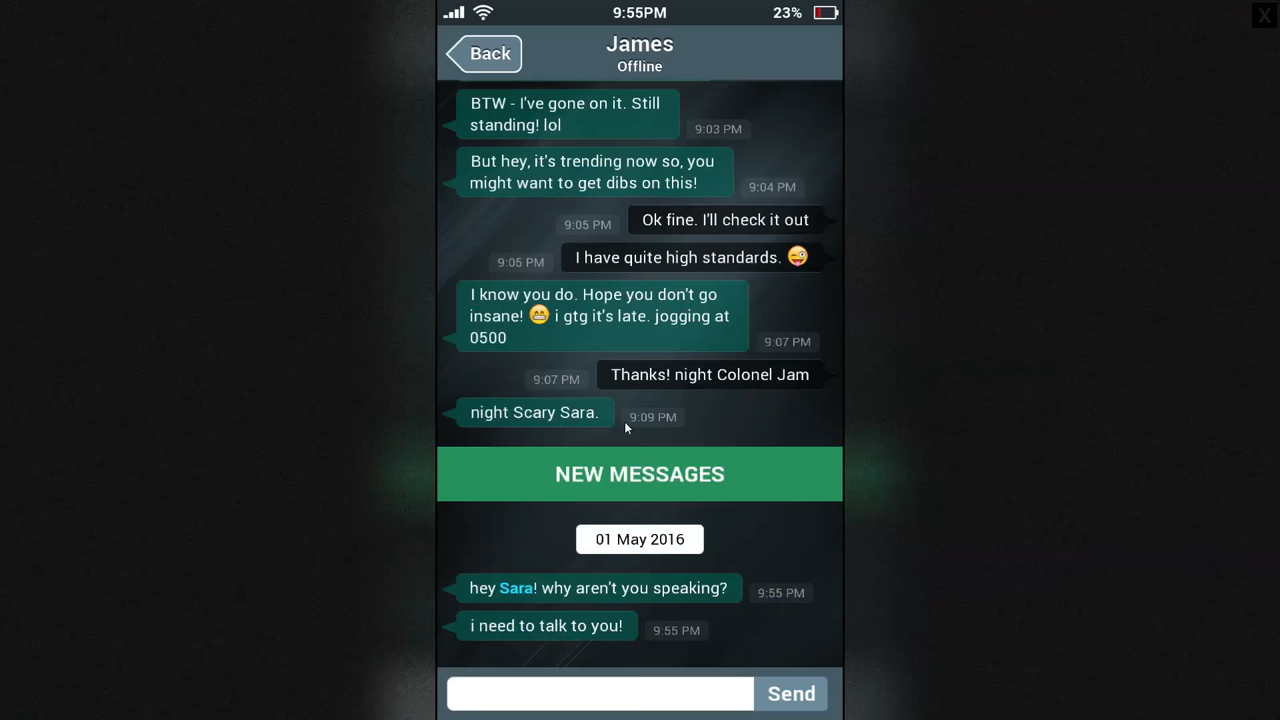 9:55PM
23%
X
Back
James
Offline
BTW - I've gone on it. Still
standing! lol
9:03 PM
But hey, it's trending now so, you
might want to get dibs on this!
9:04 PM
9:05 PM
Ok fine. I'll check it out
9:05 PM
I have quite high standards. 😜
I know you do. Hope you don't go
insane! 😁 i gtg it's late. jogging at
0500
9:07 PM
9:07 PM
Thanks! night Colonel Jam
night Scary Sara.
9:09 PM
NEW MESSAGES
01 May 2016
hey Sara! why aren't you speaking?
9:55 PM
i need to talk to you!
9:55 PM
Send